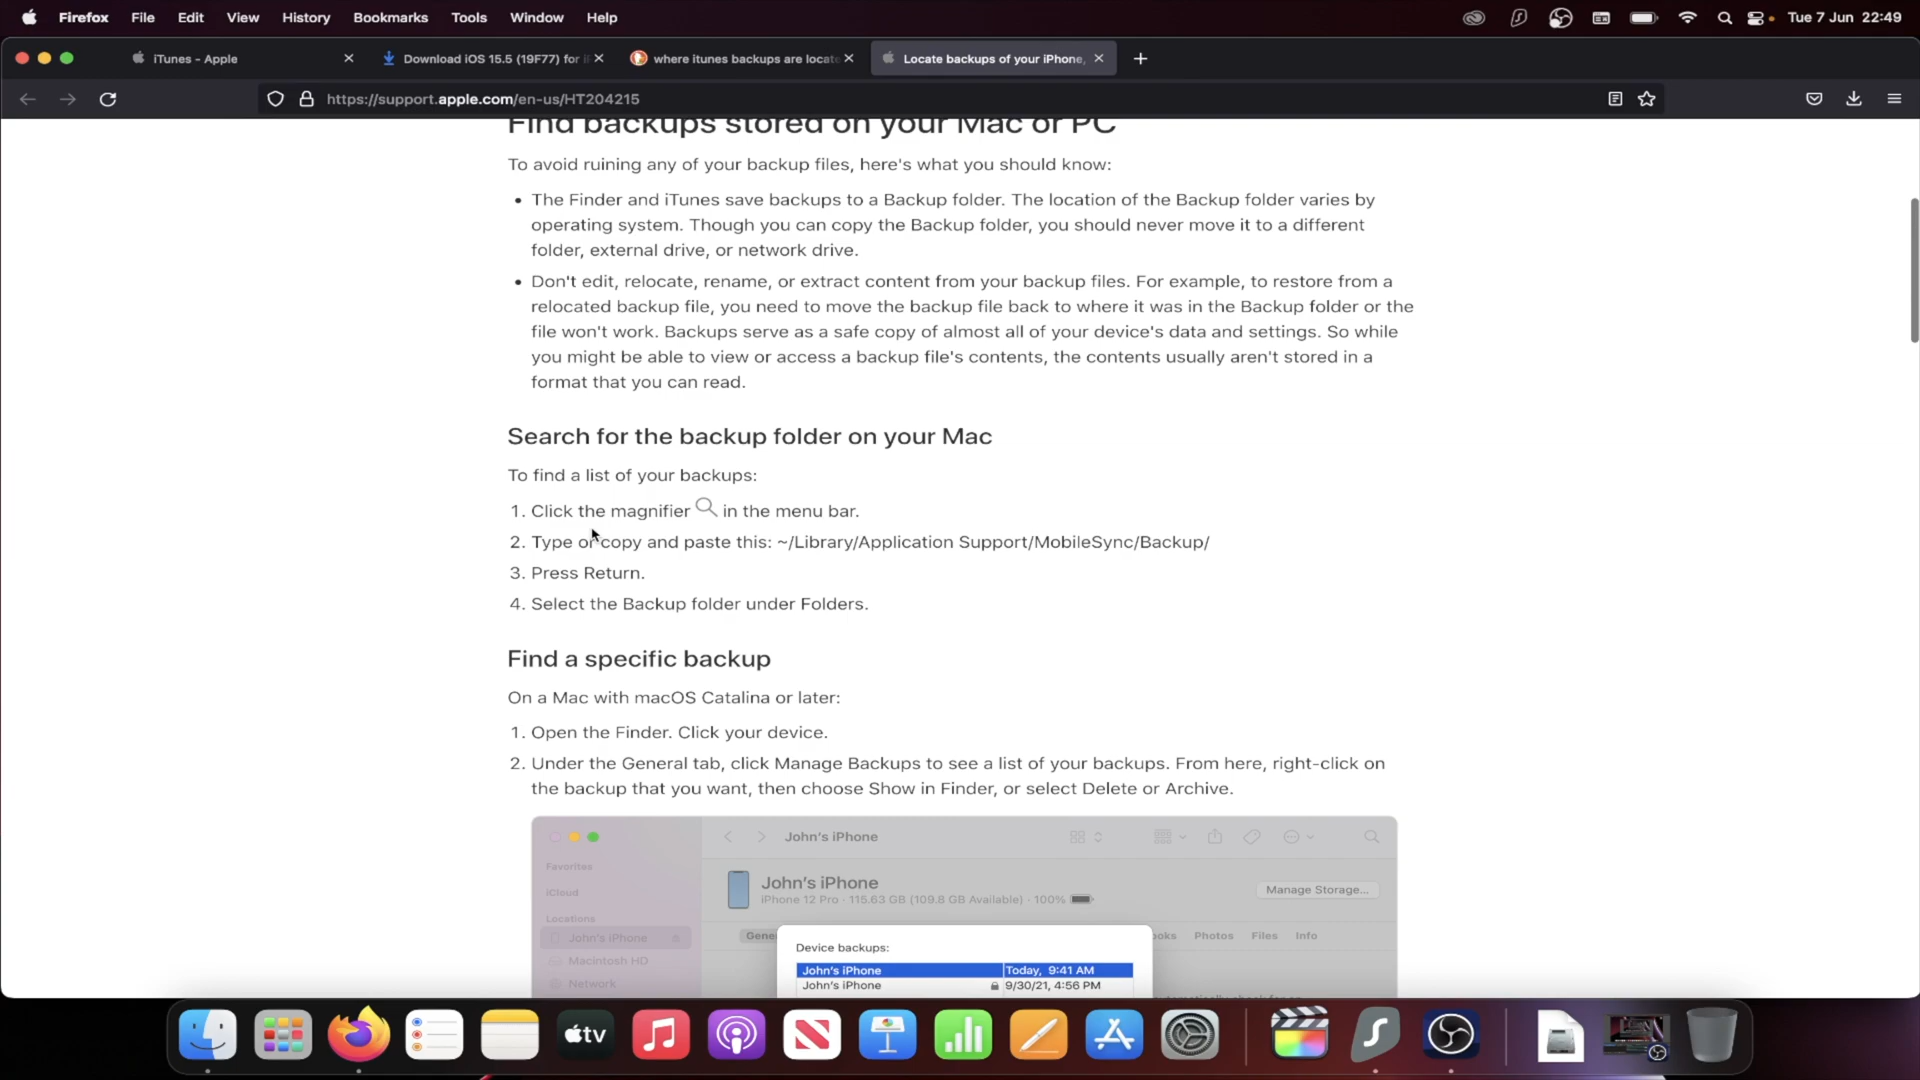 Firefox File Edit View History Bookmarks Tools Window Help Tue 7 Jun 22:49
iTunes - Apple Download iOS 15.5 (19F77) for where itunes backups are locate Locate backups of your iPhone,
https://support.apple.com/en-us/HT204215
Find backups stored on your Mac or PC
To avoid ruining any of your backup files, here's what you should know:
• The Finder and iTunes save backups to a Backup folder. The location of the Backup folder varies by
operating system. Though you can copy the Backup folder, you should never move it to a different
folder, external drive, or network drive.
• Don't edit, relocate, rename, or extract content from your backup files. For example, to restore from a
relocated backup file, you need to move the backup file back to where it was in the Backup folder or the
file won't work. Backups serve as a safe copy of almost all of your device's data and settings. So while
you might be able to view or access a backup file's contents, the contents usually aren't stored in a
format that you can read.
Search for the backup folder on your Mac
To find a list of your backups:
1. Click the magnifier in the menu bar.
2. Type or copy and paste this: ~/Library/Application Support/MobileSync/Backup/
3. Press Return.
4. Select the Backup folder under Folders.
Find a specific backup
On a Mac with macOS Catalina or later:
1. Open the Finder. Click your device.
2. Under the General tab, click Manage Backups to see a list of your backups. From here, right-click on
the backup that you want, then choose Show in Finder, or select Delete or Archive.
John's iPhone
Favorites
iCloud
Locations
John's iPhone
Macintosh HD
Network
John's iPhone
iPhone 12 Pro · 115.63 GB (109.8 GB Available) · 100%
Manage Storage...
Gene
ooks Photos Files Info
Device backups:
John's iPhone Today, 9:41 AM
John's iPhone 9/30/21, 4:56 PM
tv